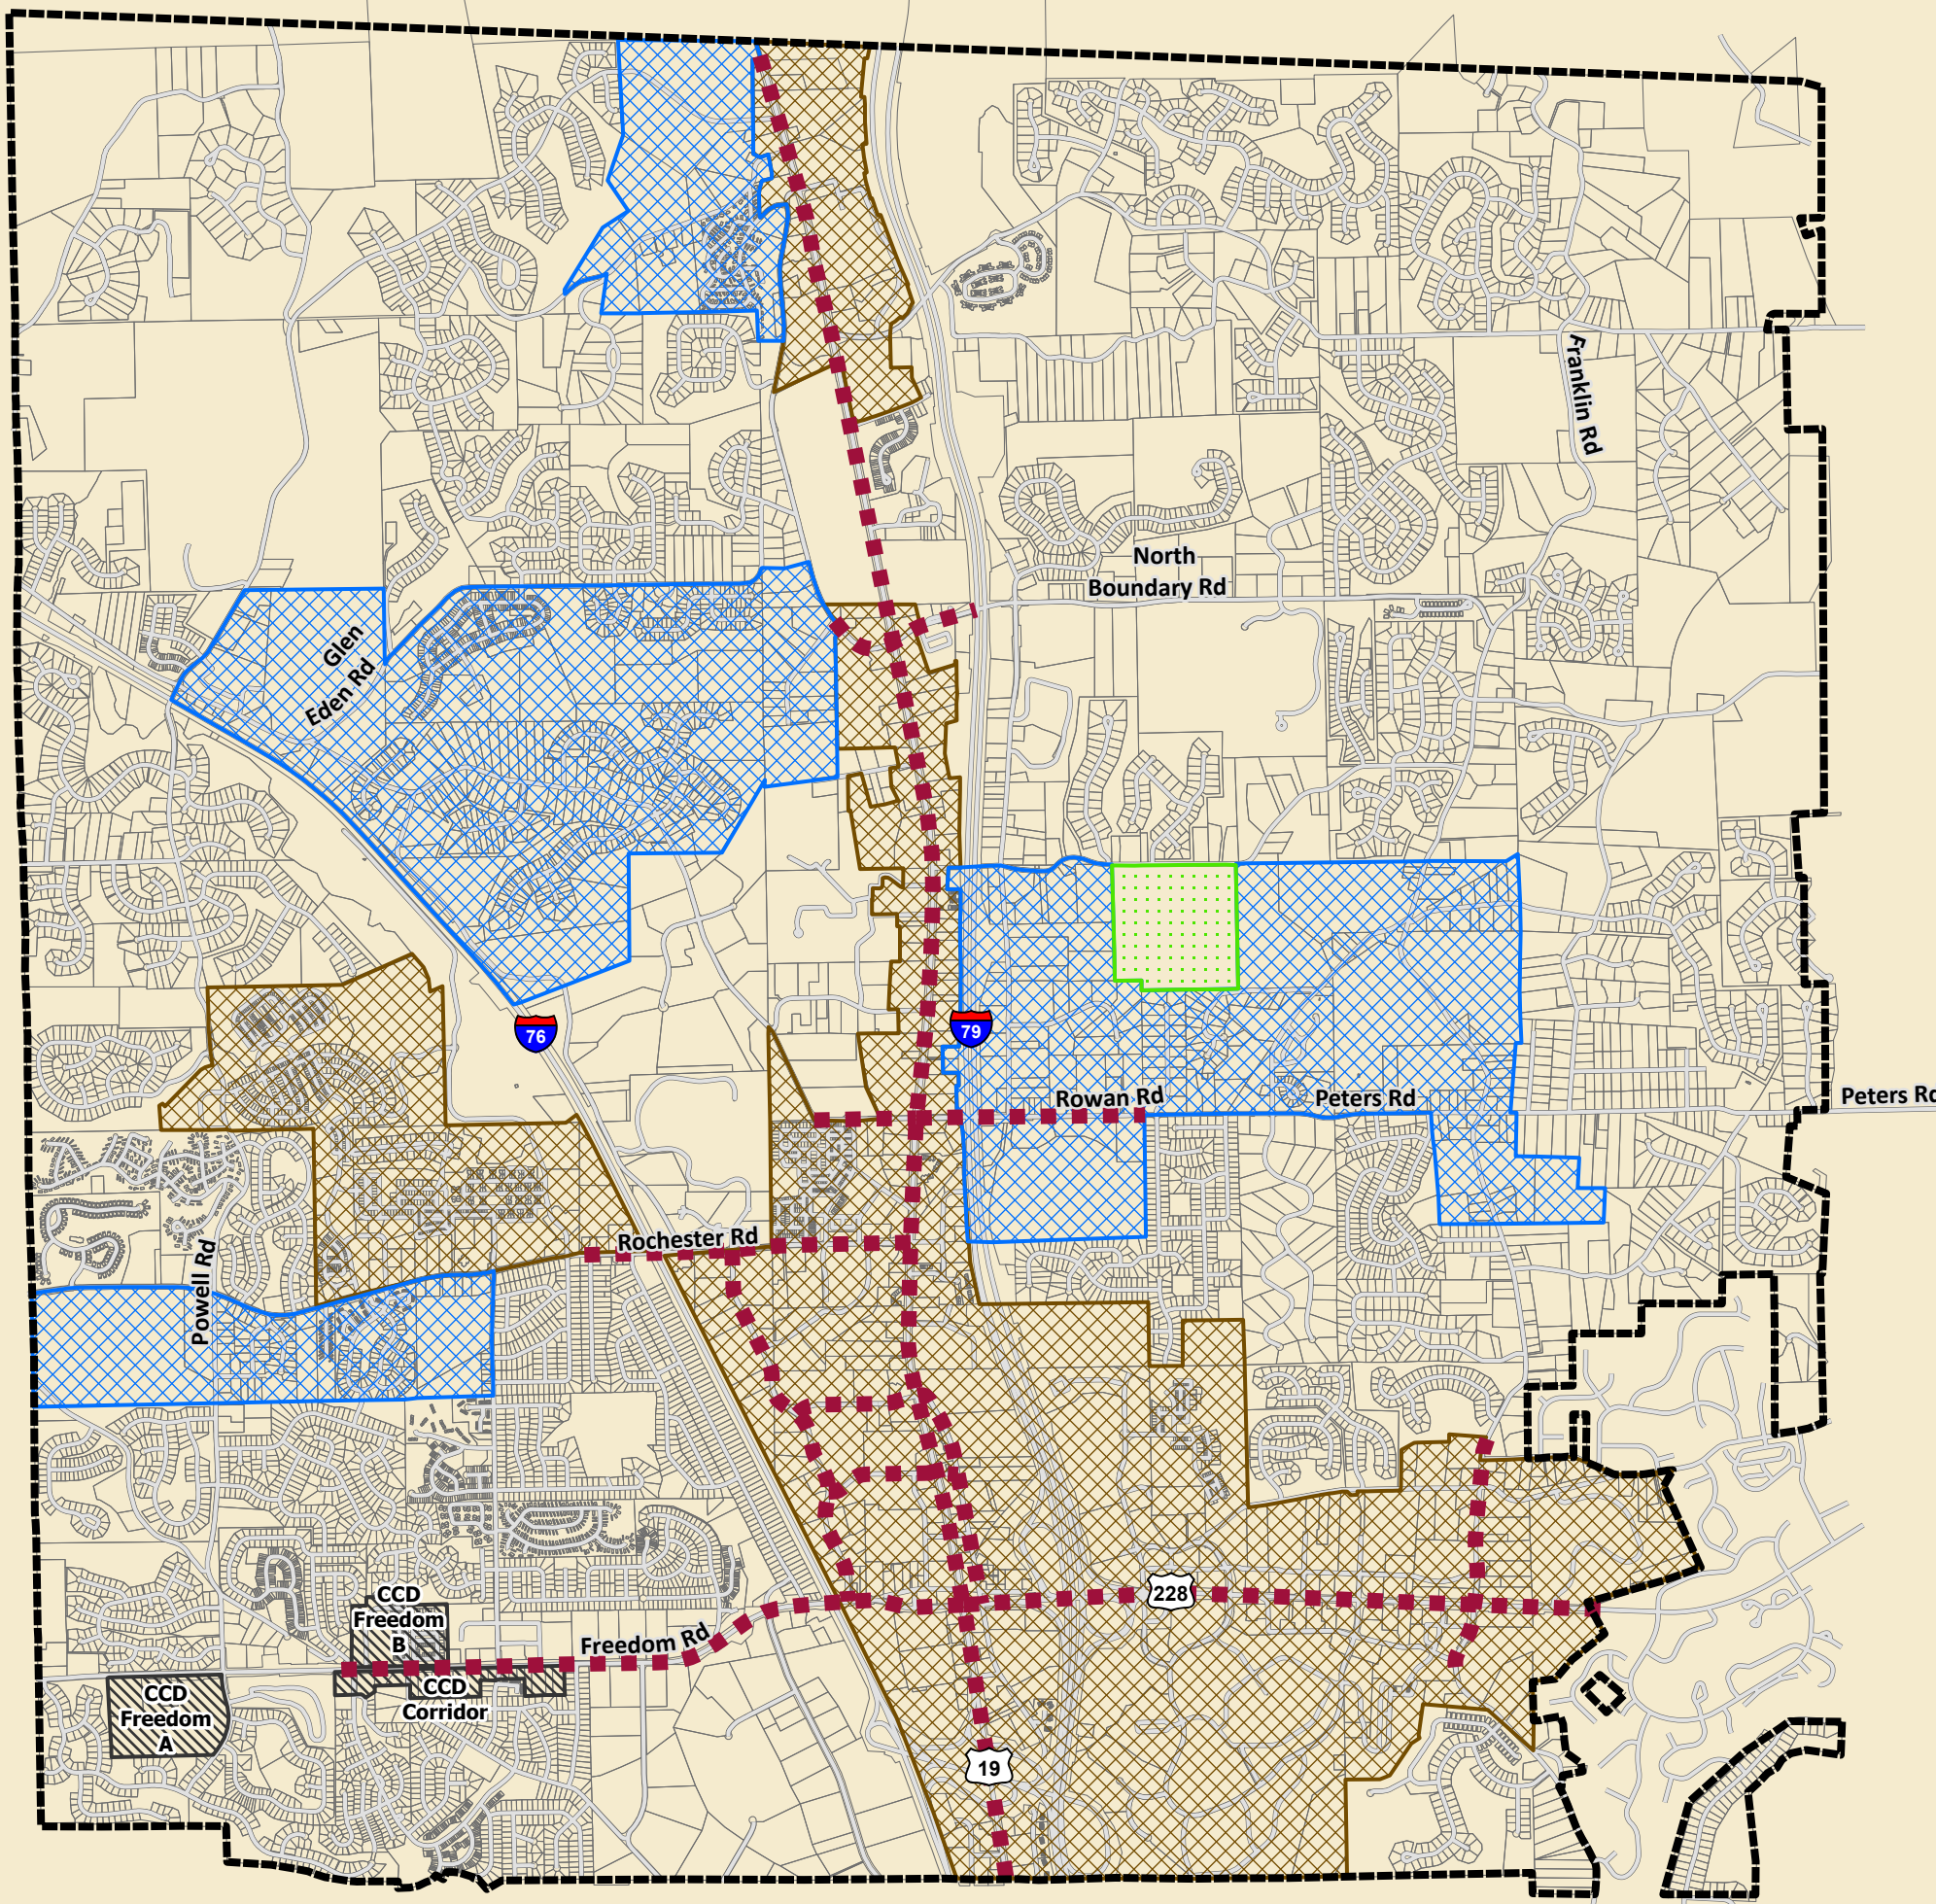 Franklin Rd
North
Boundary Rd
Glen
Eden Rd
76
79
Rowan Rd
Peters Rd
Peters Rd
Rochester Rd
Powell Rd
228
CCD
Freedom
B
Freedom Rd
CCD
Freedom
A
CCD
Corridor
19